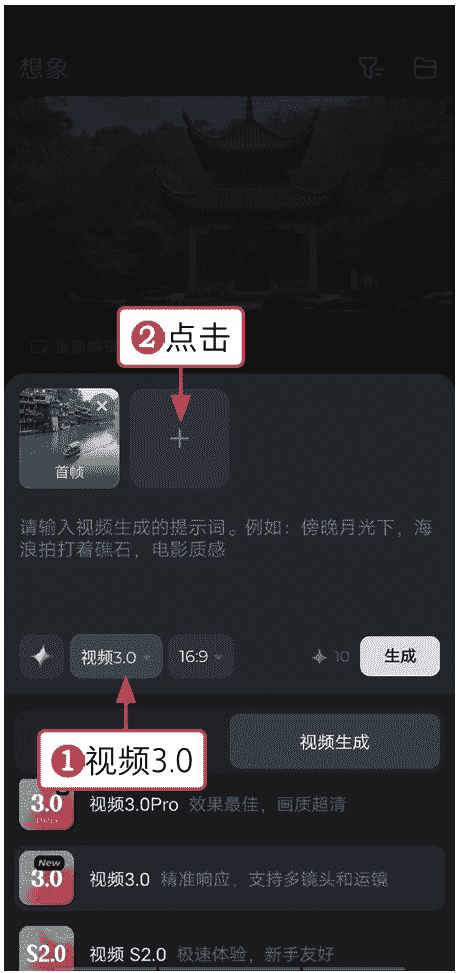 想象
重新编辑
❷点击
首帧
请输入视频生成的提示词。例如：傍晚月光下，海
浪拍打着礁石，电影质感
视频3.0
16:9
10
生成
❶视频3.0
视频生成
3.0
视频3.0Pro 效果最佳，画质超清
New
3.0
视频3.0 精准响应，支持多镜头和运镜
S2.0
视频 S2.0 极速体验，新手友好